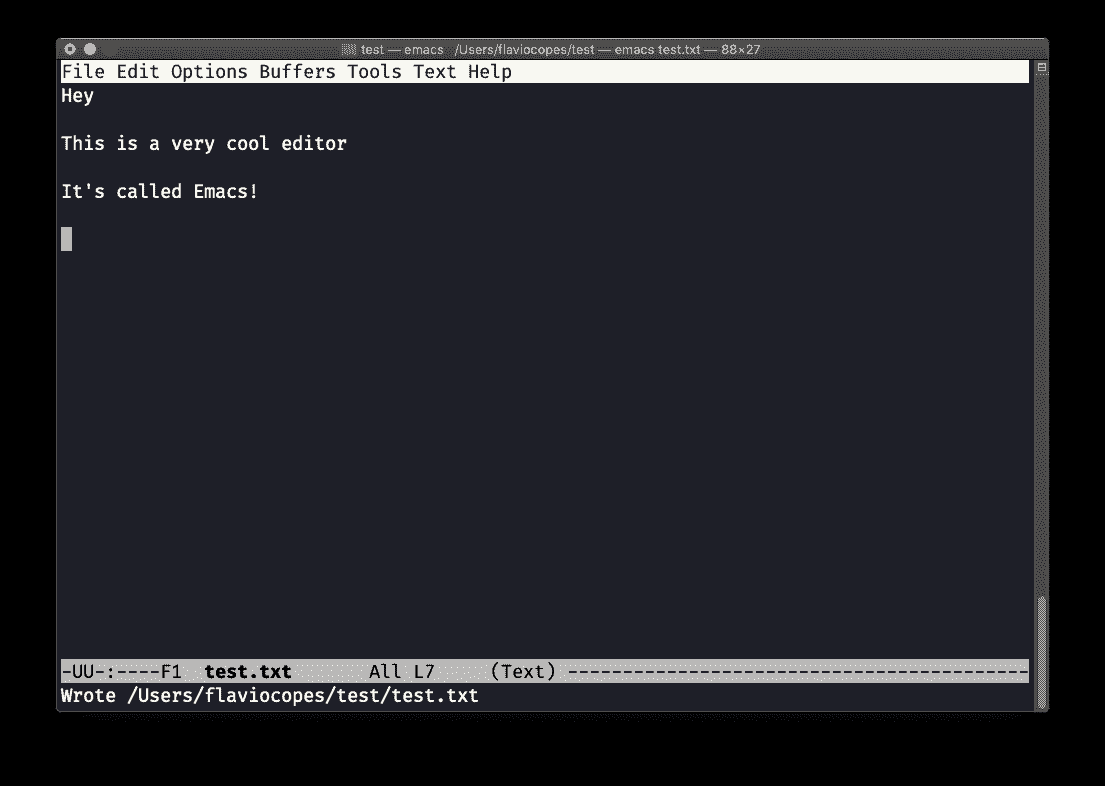 test — emacs /Users/flaviocopes/test — emacs test.txt — 88×27
File Edit Options Buffers Tools Text Help
Hey
This is a very cool editor
It's called Emacs!
-UU-:----F1  test.txt       All L7     (Text) ------------------------------------------
Wrote /Users/flaviocopes/test/test.txt